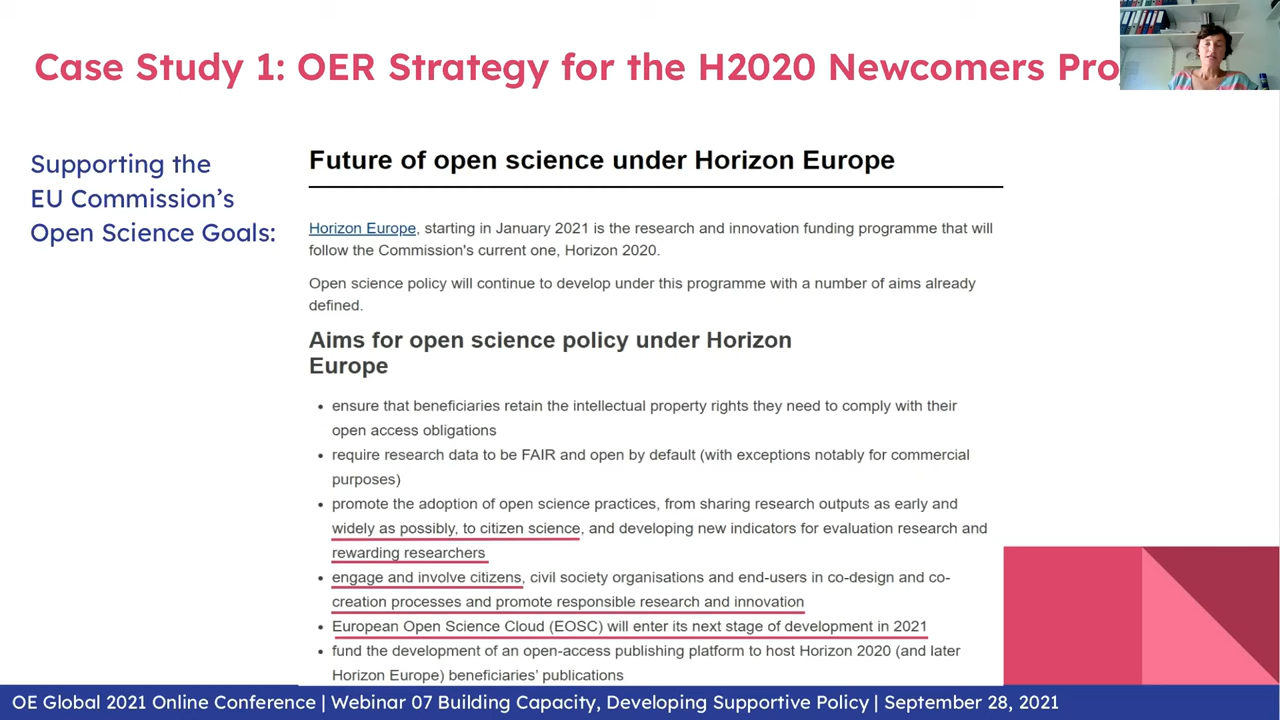 Case Study 1: OER Strategy for the H2020 Newcomers Pro
Supporting the
EU Commission's
Open Science Goals:
Future of open science under Horizon Europe
Horizon Europe, starting in January 2021 is the research and innovation funding programme that will
follow the Commission's current one, Horizon 2020.
Open science policy will continue to develop under this programme with a number of aims already
defined.
Aims for open science policy under Horizon
Europe
• ensure that beneficiaries retain the intellectual property rights they need to comply with their
open access obligations
• require research data to be FAIR and open by default (with exceptions notably for commercial
purposes)
• promote the adoption of open science practices, from sharing research outputs as early and
widely as possibly, to citizen science, and developing new indicators for evaluation research and
rewarding researchers
• engage and involve citizens, civil society organisations and end-users in co-design and co-
creation processes and promote responsible research and innovation
• European Open Science Cloud (EOSC) will enter its next stage of development in 2021
• fund the development of an open-access publishing platform to host Horizon 2020 (and later
Horizon Europe) beneficiaries' publications
OE Global 2021 Online Conference | Webinar 07 Building Capacity, Developing Supportive Policy | September 28, 2021